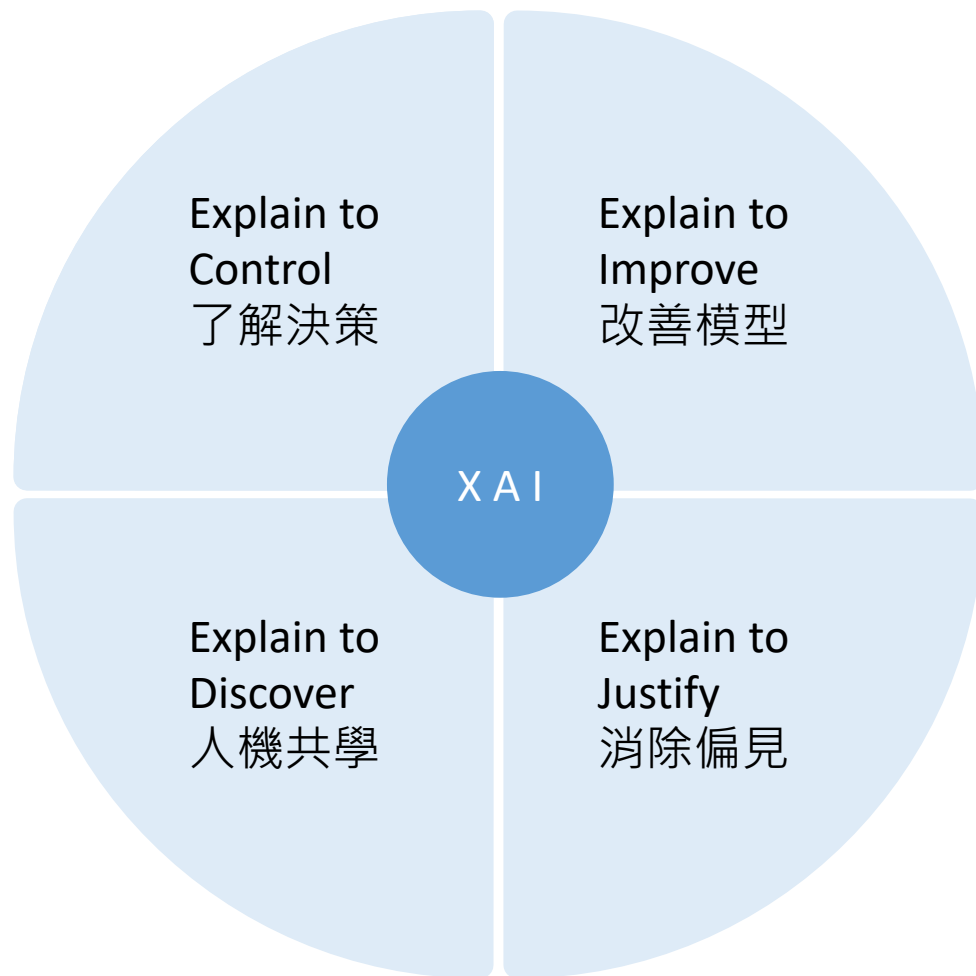 Explain to
Control
了解決策
Explain to
Improve
改善模型
X A I
Explain to
Discover
人機共學
Explain to
Justify
消除偏見